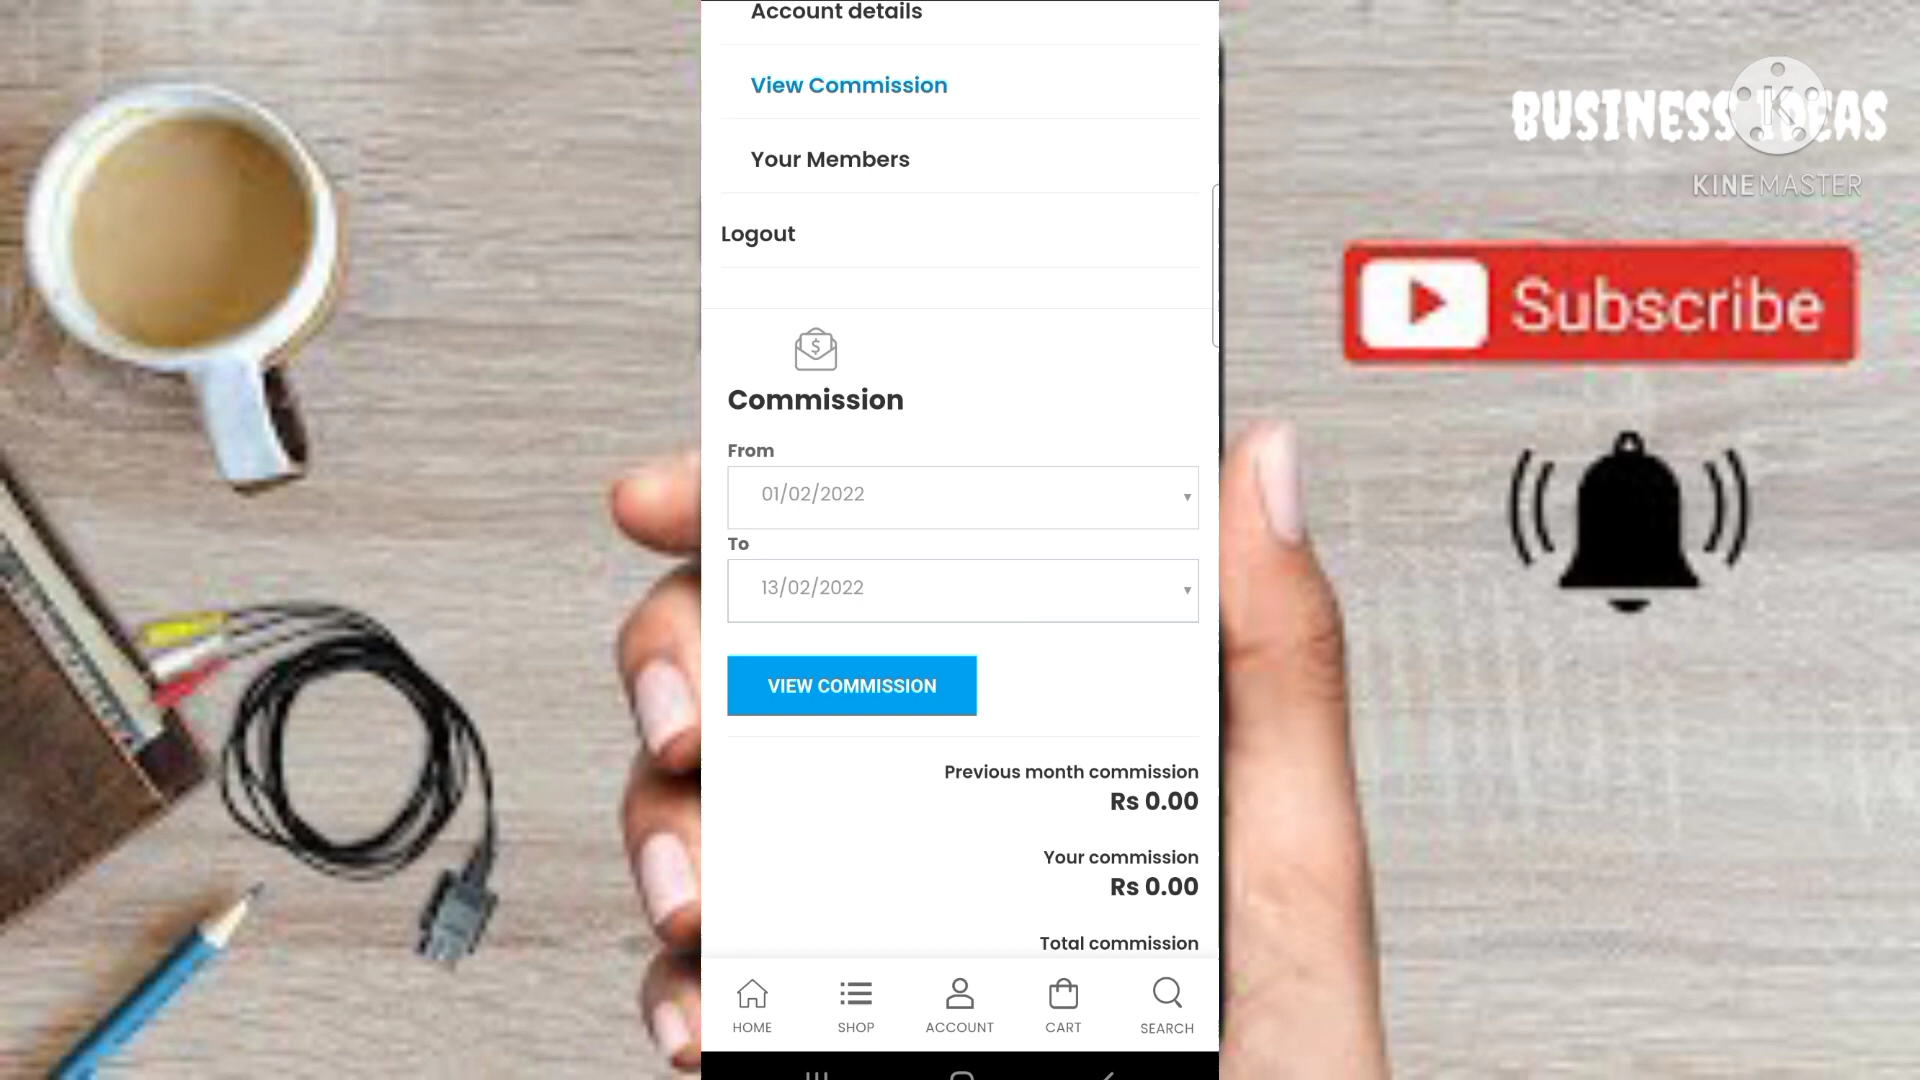 Account details
View Commission
Your Members
Logout
$
Commission
From
01/02/2022
To
13/02/2022
VIEW COMMISSION
Previous month commission
Rs 0.00
Your commission
Rs 0.00
Total commission
HOME
SHOP
ACCOUNT
CART
SEARCH
BUSINESS IDEAS
K
KINEMASTER
Subscribe